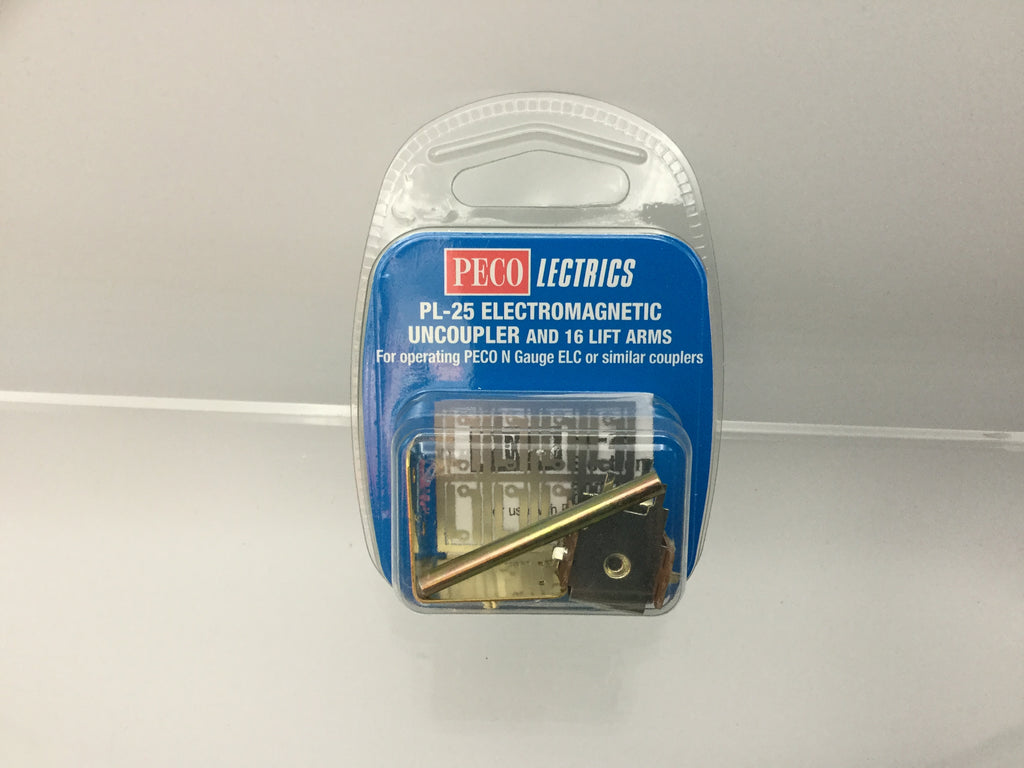 PECO LECTRICS
PL-25 ELECTROMAGNETIC
UNCOUPLER AND 16 LIFT ARMS
For operating PECO N Gauge ELC or similar couplers